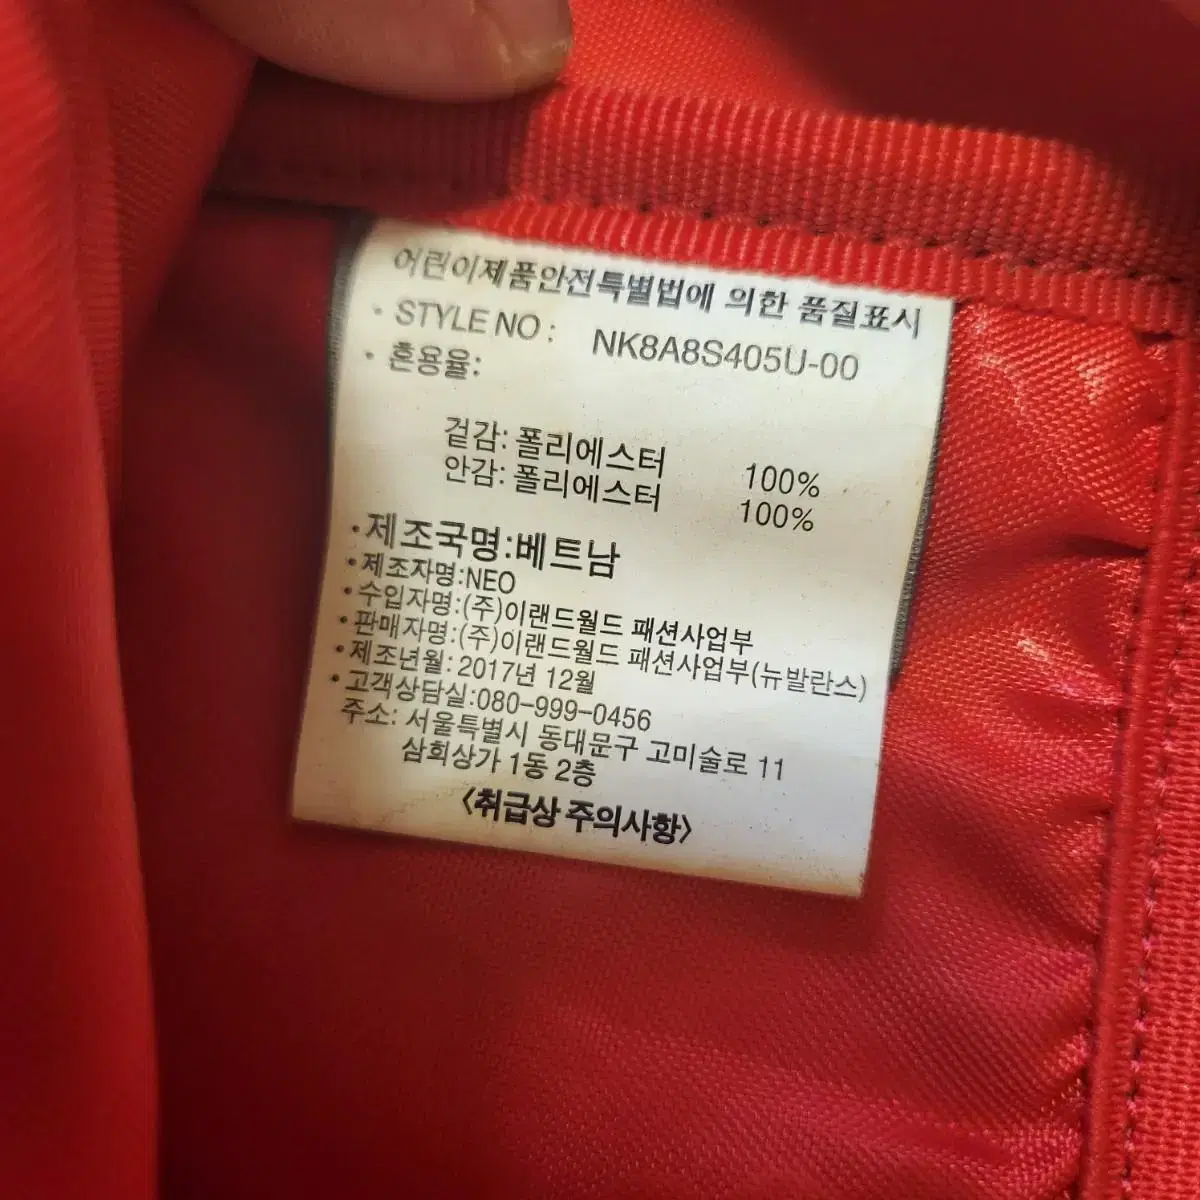 어린이제품안전특별법에 의한 품질표시
• STYLE NO : NK8A8S405U-00
• 혼용율:
겉감: 폴리에스터 100%
안감: 폴리에스터 100%
• 제조국명:베트남
• 제조자명:NEO
• 수입자명:(주)이랜드월드 패션사업부
• 판매자명:(주)이랜드월드 패션사업부(뉴발란스)
• 제조년월: 2017년 12월
• 고객상담실:080-999-0456
주소: 서울특별시 동대문구 고미술로 11
삼희상가 1동 2층
<취급상 주의사항>